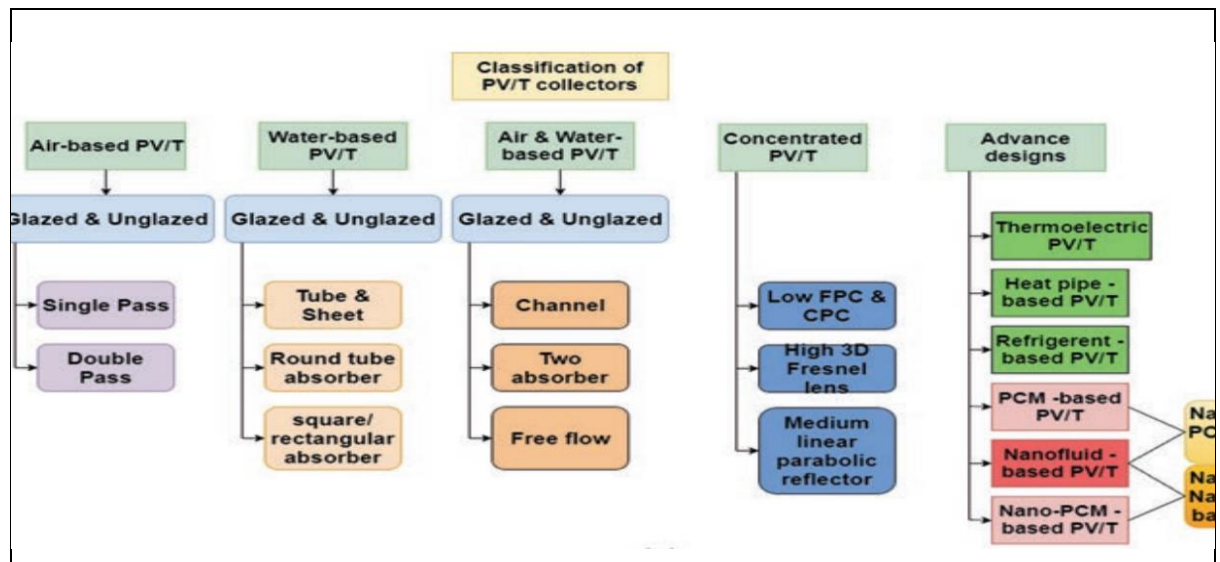 Classification of
PV/T collectors
Air-based PV/T
Water-based
PV/T
Air & Water-
based PV/T
Concentrated
PV/T
Advance
designs
Glazed & Unglazed
Glazed & Unglazed
Glazed & Unglazed
Single Pass
Double
Pass
Tube &
Sheet
Round tube
absorber
square/
rectangular
absorber
Channel
Two
absorber
Free flow
Low FPC &
CPC
High 3D
Fresnel
lens
Medium
linear
parabolic
reflector
Thermoelectric
PV/T
Heat pipe -
based PV/T
Refrigerent -
based PV/T
PCM -based
PV/T
Nanofluid -
based PV/T
Nano-PCM -
based PV/T